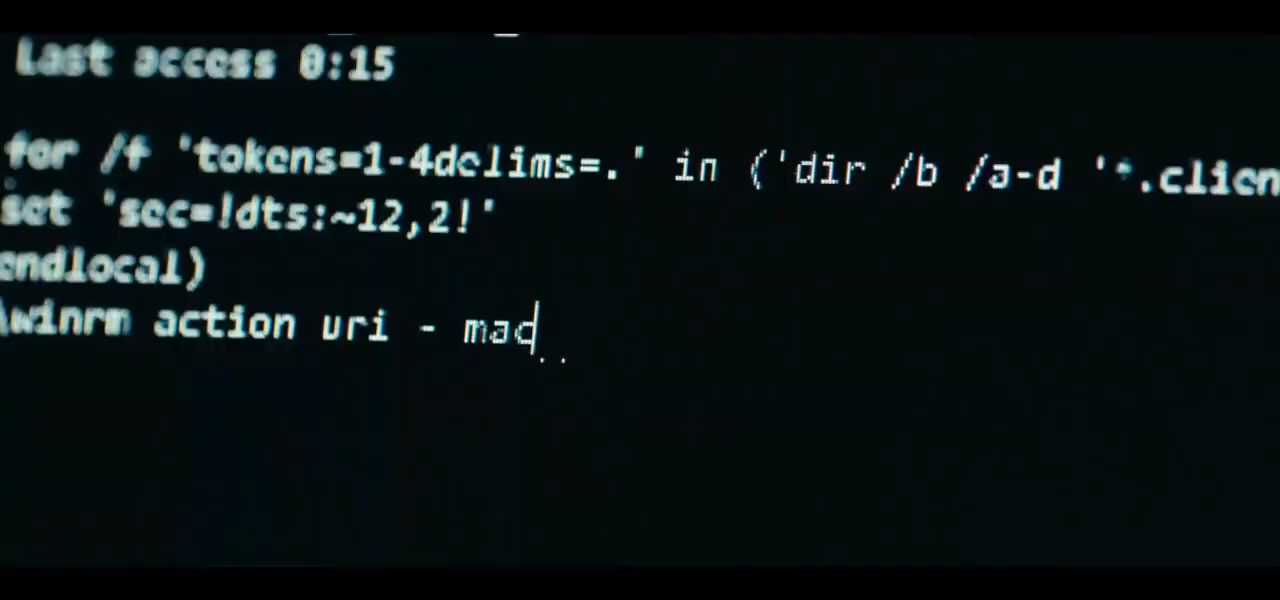 Last access 0:15
for /f 'tokens=1-4delims=.' in ('dir /b /a-d '*.clien
set 'sec=!dts:~12,2!'
endlocal)
\winrm action uri - mac